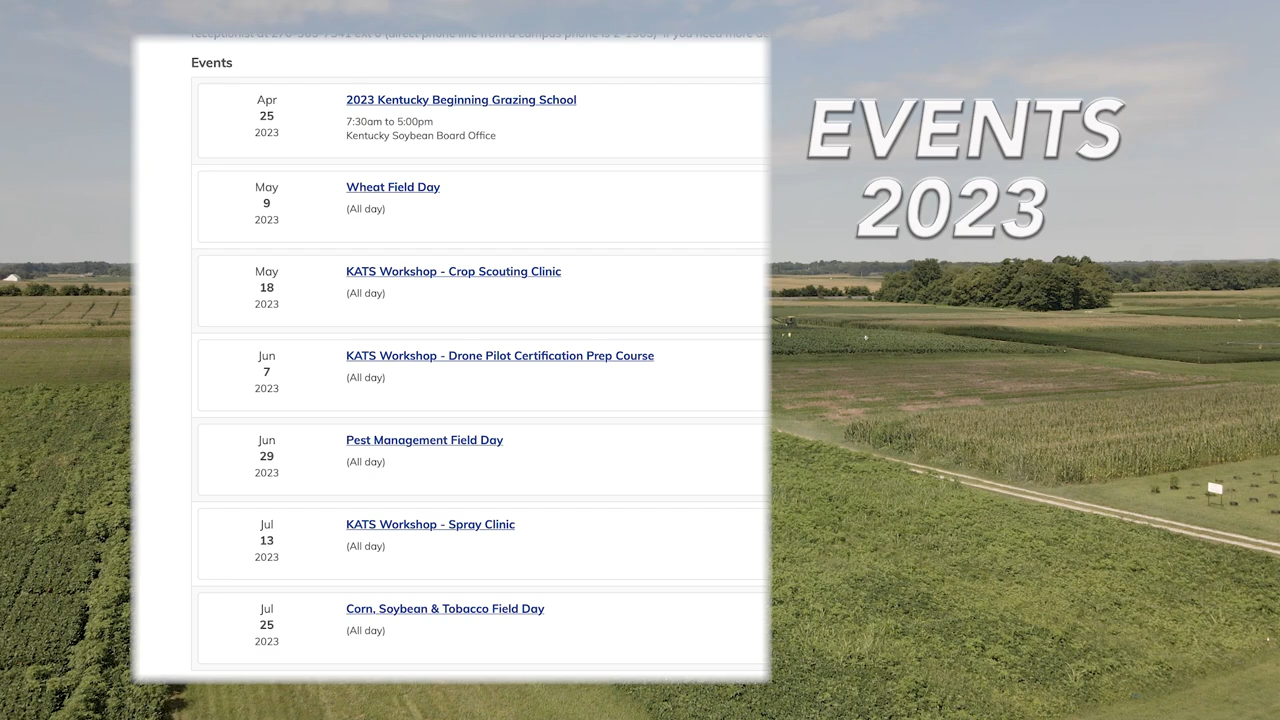 Events
Apr
25
2023
2023 Kentucky Beginning Grazing School
7:30am to 5:00pm
Kentucky Soybean Board Office
May
9
2023
Wheat Field Day
(All day)
May
18
2023
KATS Workshop - Crop Scouting Clinic
(All day)
Jun
7
2023
KATS Workshop - Drone Pilot Certification Prep Course
(All day)
Jun
29
2023
Pest Management Field Day
(All day)
Jul
13
2023
KATS Workshop - Spray Clinic
(All day)
Jul
25
2023
Corn, Soybean & Tobacco Field Day
(All day)
EVENTS
2023